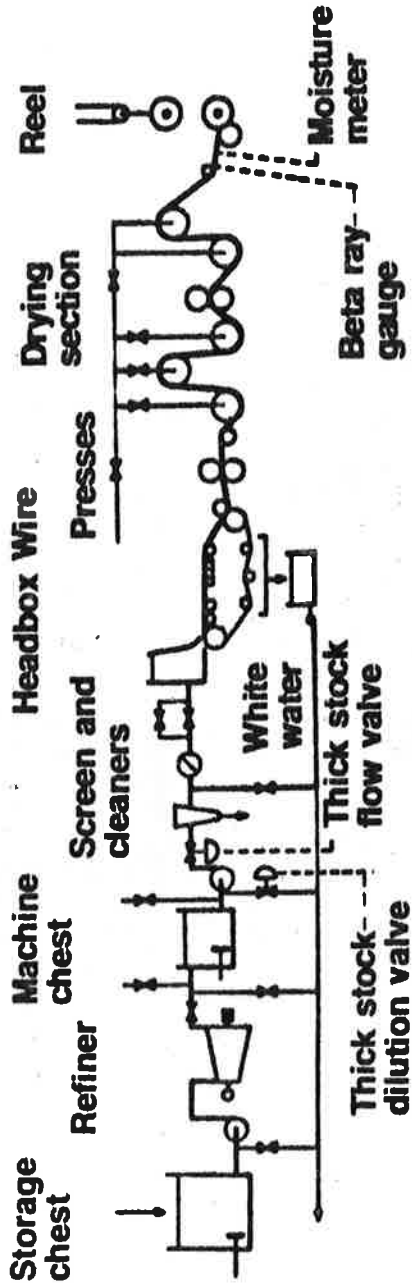 Storage
chest
Refiner
Machine
chest
Screen and
cleaners
Headbox Wire
Presses
Drying
section
Reel
White
water
Thick stock
flow valve
Thick stock--
dilution valve
Beta ray-
gauge
Moisture
meter